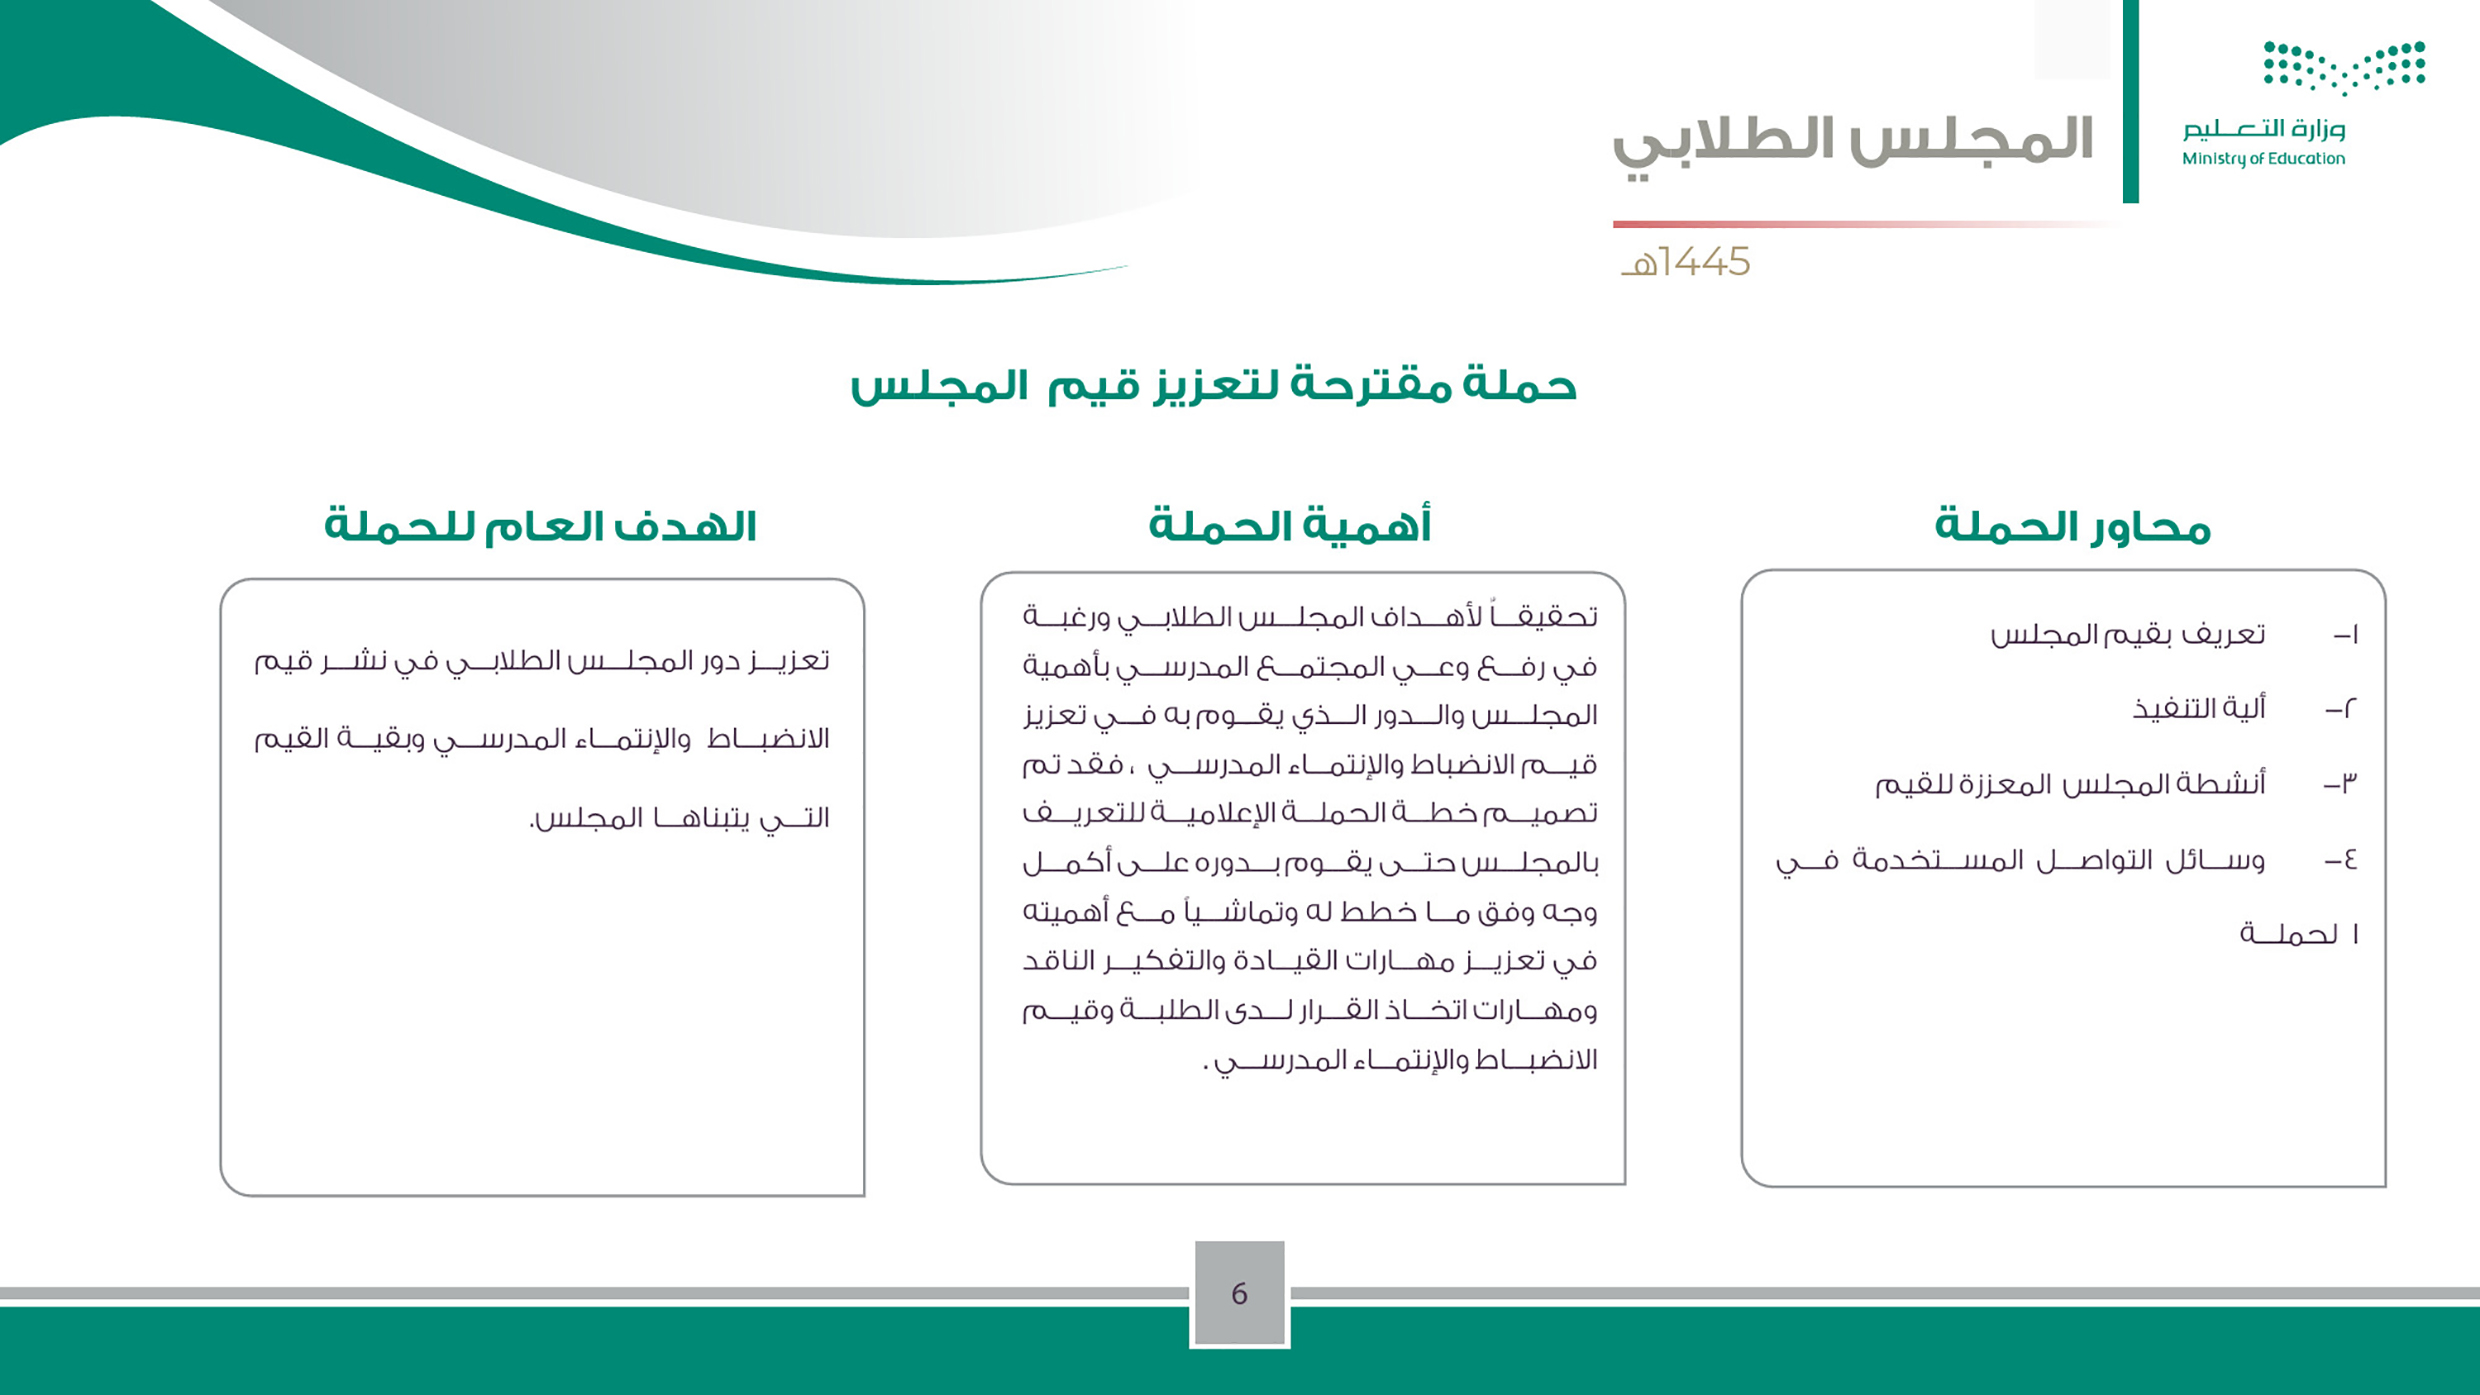 وزارة التعليم
Ministry of Education
المجلس الطلابي
1445هـ
حملة مقترحة لتعزيز قيم المجلس
محاور الحملة
١- تعريف بقيم المجلس
٢- ألية التنفيذ
٣- أنشطة المجلس المعززة للقيم
٤- وسائل التواصل المستخدمة في
ا لحملة
أهمية الحملة
تحقيقاً لأهداف المجلس الطلابي ورغبة
في رفع وعي المجتمع المدرسي بأهمية
المجلس والدور الذي يقوم به في تعزيز
قيم الانضباط والإنتماء المدرسي ، فقد تم
تصميم خطة الحملة الإعلامية للتعريف
بالمجلس حتى يقوم بدوره على أكمل
وجه وفق ما خطط له وتماشياً مع أهميته
في تعزيز مهارات القيادة والتفكير الناقد
ومهارات اتخاذ القرار لدى الطلبة وقيم
الانضباط والإنتماء المدرسي .
الهدف العام للحملة
تعزيز دور المجلس الطلابي في نشر قيم
الانضباط والإنتماء المدرسي وبقية القيم
التي يتبناها المجلس.
6